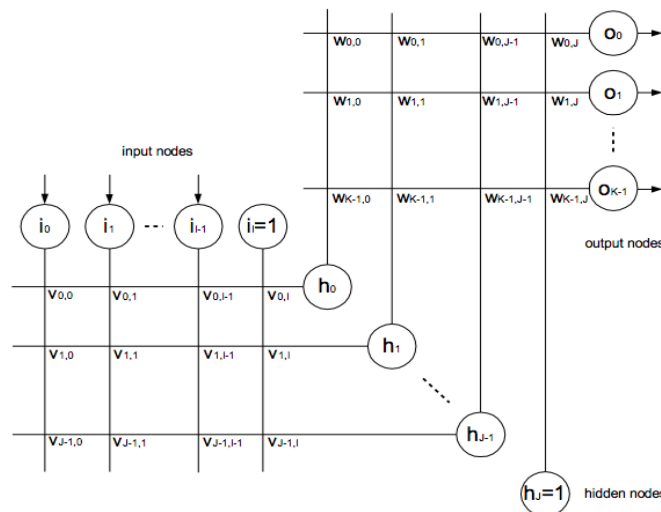 w0,0 w0,1 w0,J-1 w0,J o0
w1,0 w1,1 w1,J-1 w1,J o1
input nodes
wK-1,0 wK-1,1 wK-1,J-1 wK-1,J oK-1
i0 i1 iI-1 iI=1
output nodes
v0,0 v0,1 v0,I-1 v0,I h0
v1,0 v1,1 v1,I-1 v1,I h1
vJ-1,0 vJ-1,1 vJ-1,I-1 vJ-1,I hJ-1
hJ=1 hidden nodes